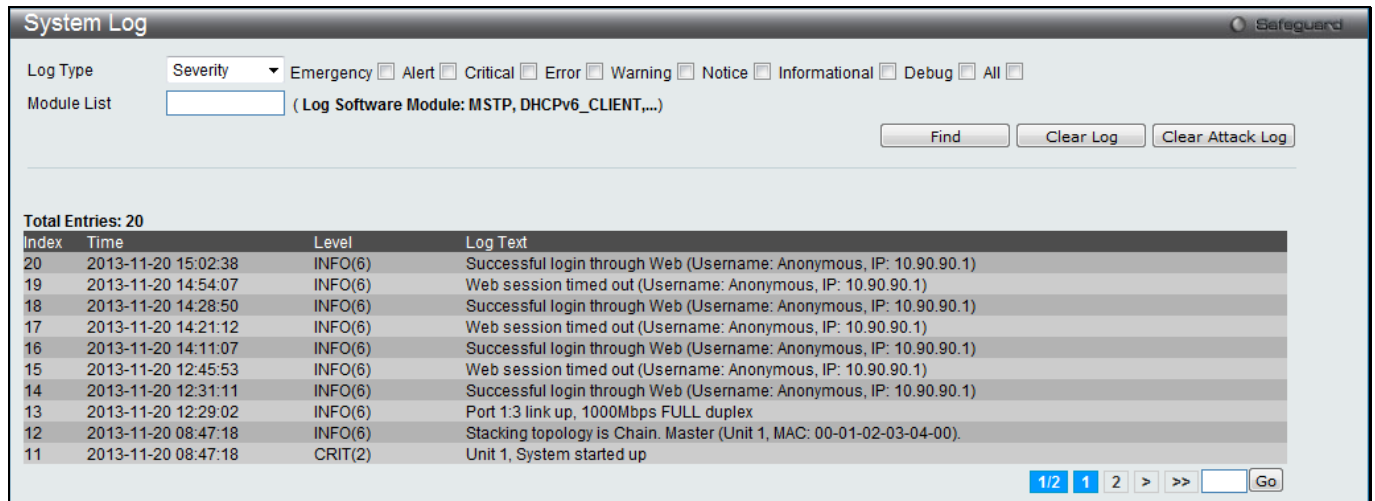 System Log Safeguard
Log Type Severity Emergency Alert Critical Error Warning Notice Informational Debug All
Module List ( Log Software Module: MSTP, DHCPv6_CLIENT,...)
Find Clear Log Clear Attack Log
Total Entries: 20
Index Time Level Log Text
20 2013-11-20 15:02:38 INFO(6) Successful login through Web (Username: Anonymous, IP: 10.90.90.1)
19 2013-11-20 14:54:07 INFO(6) Web session timed out (Username: Anonymous, IP: 10.90.90.1)
18 2013-11-20 14:28:50 INFO(6) Successful login through Web (Username: Anonymous, IP: 10.90.90.1)
17 2013-11-20 14:21:12 INFO(6) Web session timed out (Username: Anonymous, IP: 10.90.90.1)
16 2013-11-20 14:11:07 INFO(6) Successful login through Web (Username: Anonymous, IP: 10.90.90.1)
15 2013-11-20 12:45:53 INFO(6) Web session timed out (Username: Anonymous, IP: 10.90.90.1)
14 2013-11-20 12:31:11 INFO(6) Successful login through Web (Username: Anonymous, IP: 10.90.90.1)
13 2013-11-20 12:29:02 INFO(6) Port 1:3 link up, 1000Mbps FULL duplex
12 2013-11-20 08:47:18 INFO(6) Stacking topology is Chain. Master (Unit 1, MAC: 00-01-02-03-04-00).
11 2013-11-20 08:47:18 CRIT(2) Unit 1, System started up
1/2 1 2 > >> Go